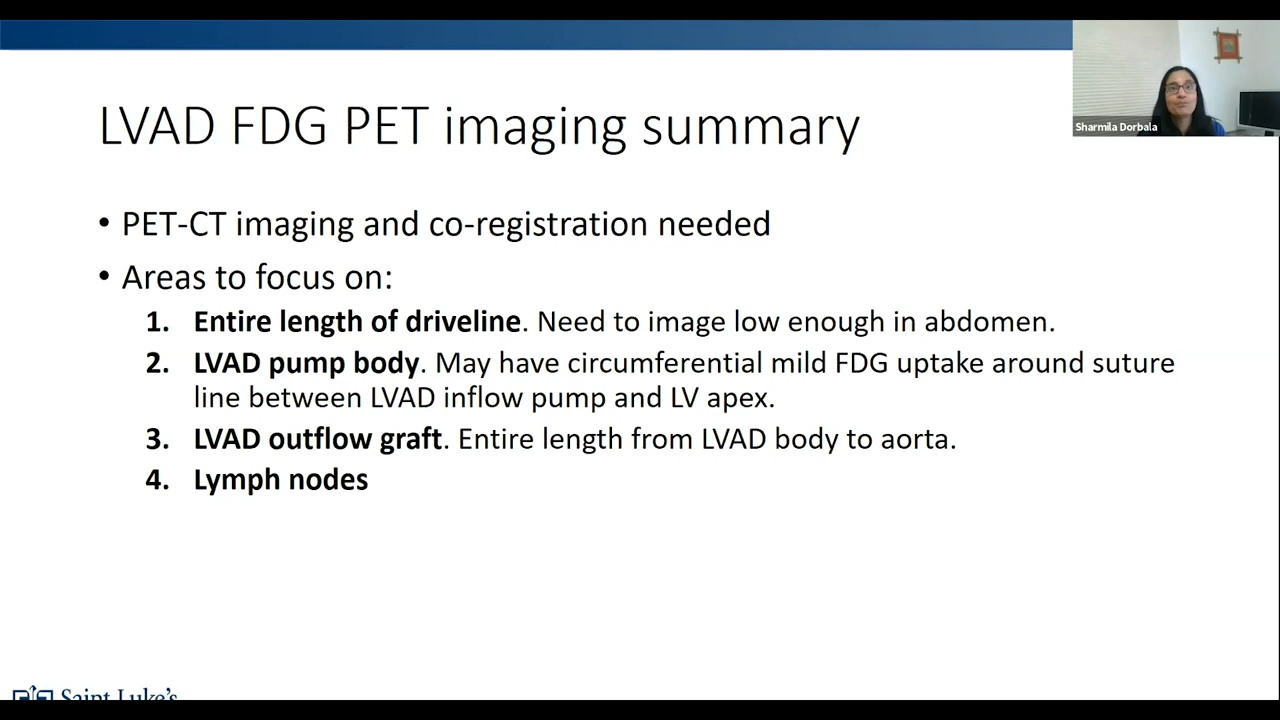 Sharmila Dorbala
LVAD FDG PET imaging summary
• PET-CT imaging and co-registration needed
• Areas to focus on:
1. Entire length of driveline. Need to image low enough in abdomen.
2. LVAD pump body. May have circumferential mild FDG uptake around suture
line between LVAD inflow pump and LV apex.
3. LVAD outflow graft. Entire length from LVAD body to aorta.
4. Lymph nodes
Saint Luke's